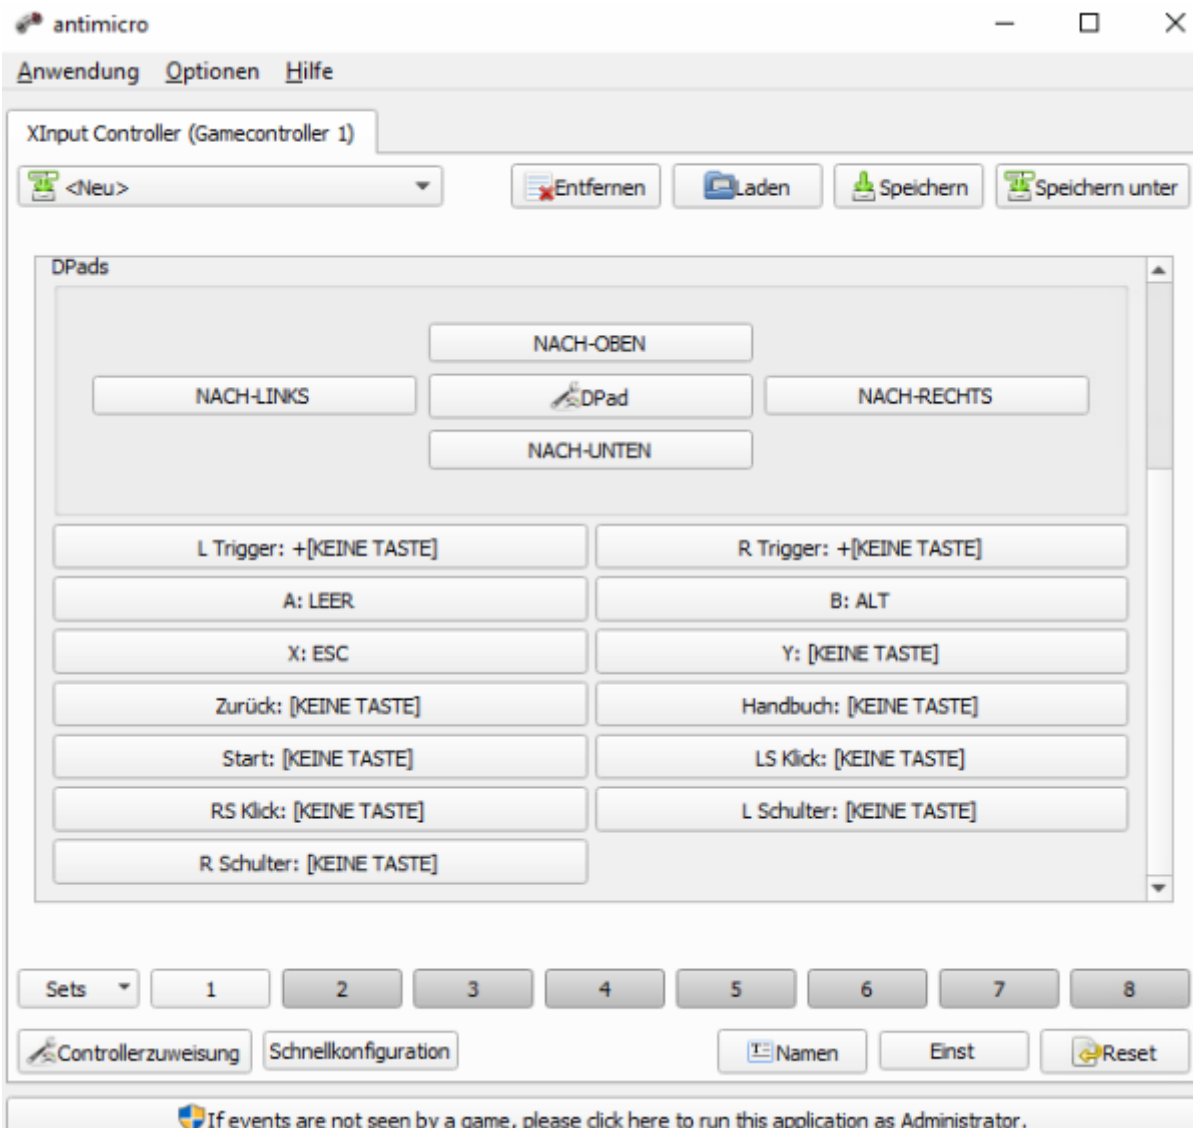 antimicro
Anwendung Optionen Hilfe
XInput Controller (Gamecontroller 1)
<Neu> Entfernen Laden Speichern Speichern unter
DPads
NACH-OBEN
NACH-LINKS DPad NACH-RECHTS
NACH-UNTEN
L Trigger: +[KEINE TASTE] R Trigger: +[KEINE TASTE]
A: LEER B: ALT
X: ESC Y: [KEINE TASTE]
Zurück: [KEINE TASTE] Handbuch: [KEINE TASTE]
Start: [KEINE TASTE] LS Klick: [KEINE TASTE]
RS Klick: [KEINE TASTE] L Schulter: [KEINE TASTE]
R Schulter: [KEINE TASTE]
Sets 1 2 3 4 5 6 7 8
Controllerzuweisung Schnellkonfiguration Namen Einst Reset
If events are not seen by a game, please click here to run this application as Administrator.